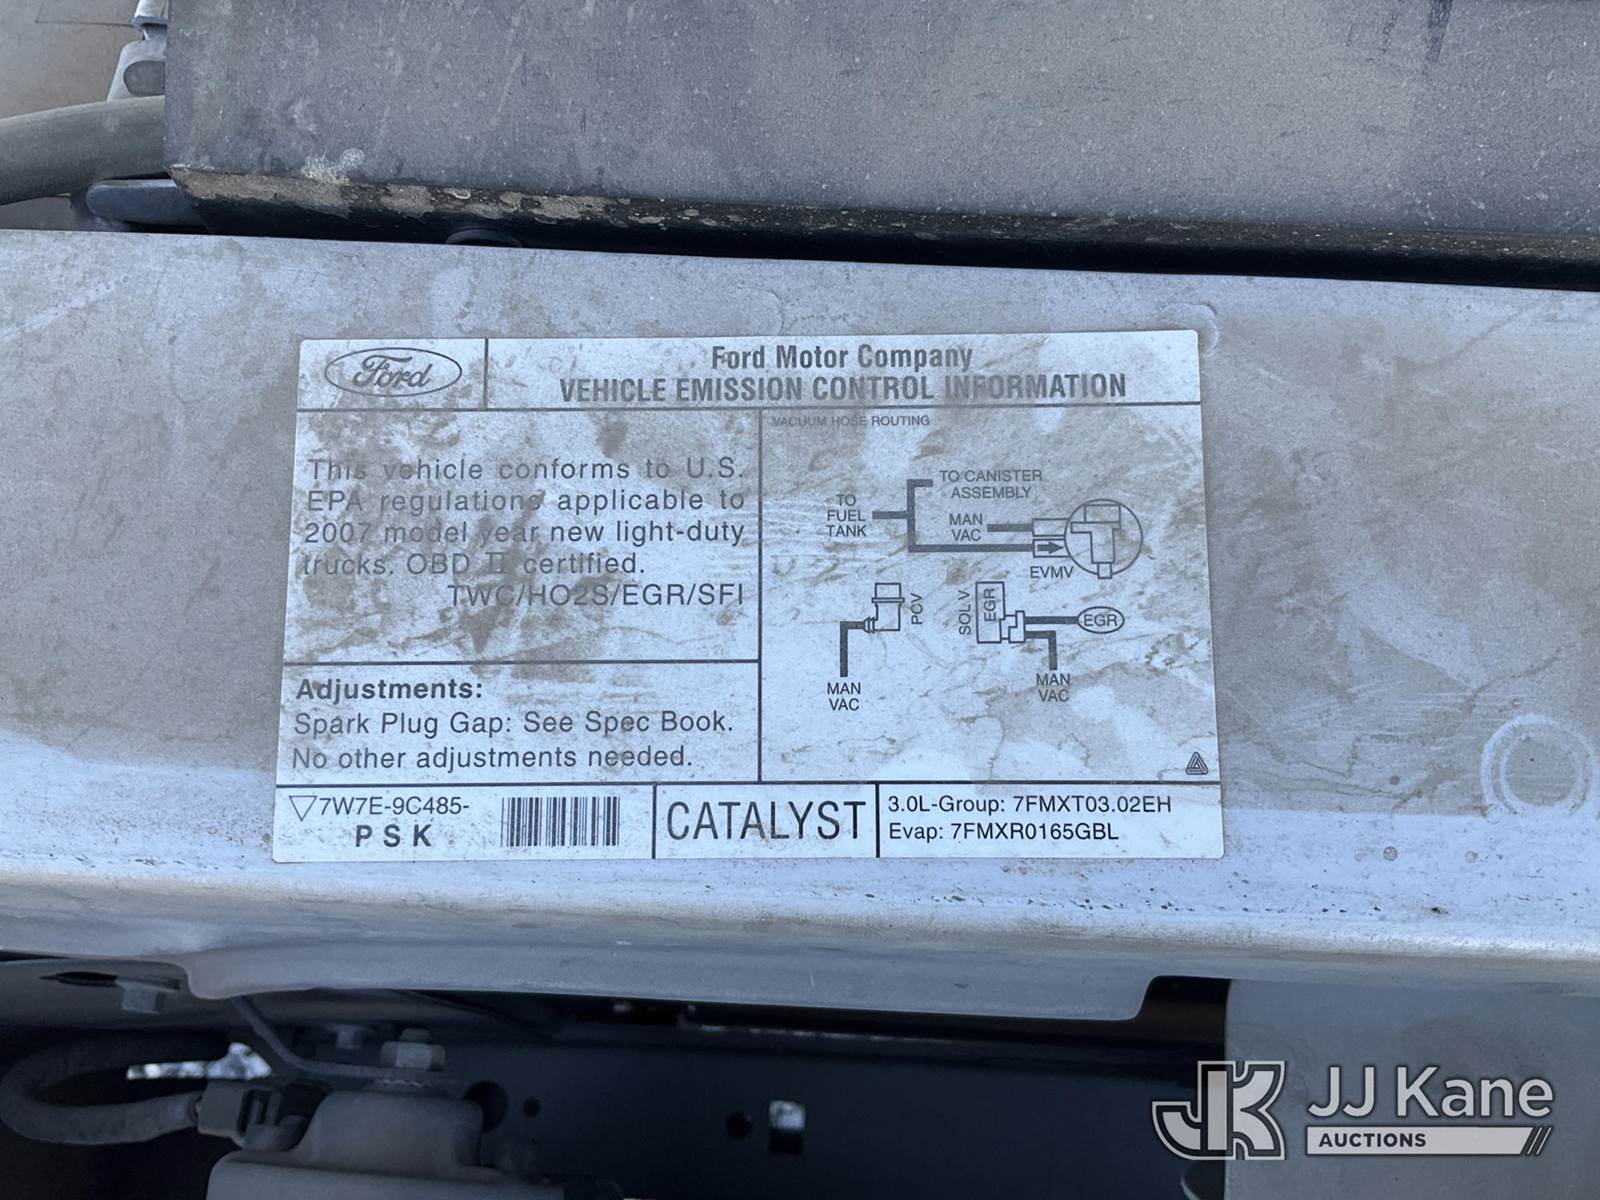 Ford
Ford Motor Company
VEHICLE EMISSION CONTROL INFORMATION
This vehicle conforms to U.S.
EPA regulations applicable to
2007 model year new light-duty
trucks. OBD II certified.
TWC/HO2S/EGR/SFI
Adjustments:
Spark Plug Gap: See Spec Book.
No other adjustments needed.
VACUUM HOSE ROUTING
TO CANISTER
ASSEMBLY
TO
FUEL
TANK
MAN
VAC
EVMV
PCV
MAN
VAC
SOL V
EGR
EGR
MAN
VAC
7W7E-9C485-
PSK
CATALYST
3.0L-Group: 7FMXT03.02EH
Evap: 7FMXR0165GBL
JK
JJ Kane
AUCTIONS